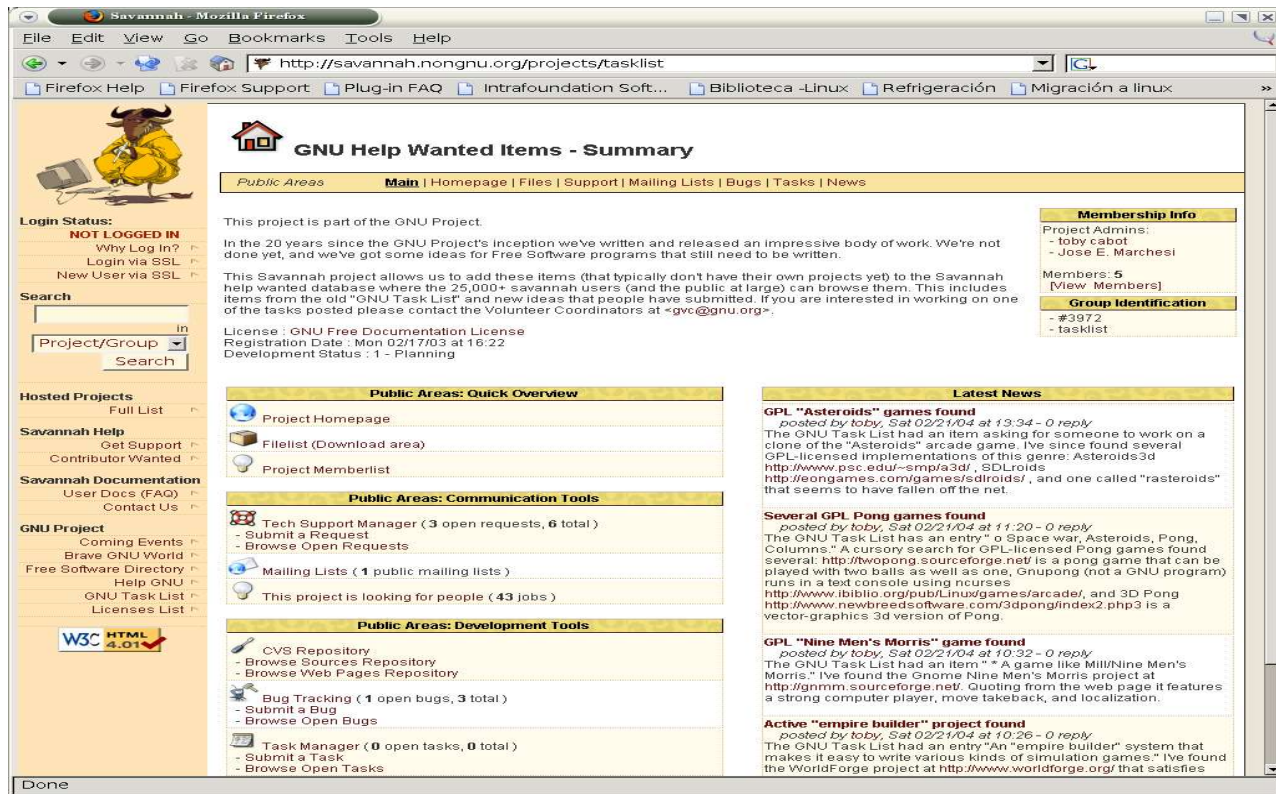 Savannah - Mozilla Firefox
File Edit View Go Bookmarks Tools Help
http://savannah.nongnu.org/projects/tasklist
G
Firefox Help Firefox Support Plug-in FAQ Intrafoundation Soft... Biblioteca -Linux Refrigeración Migración a linux »
Login Status:
NOT LOGGED IN
Why Log In?
Login via SSL
New User via SSL
Search
in
Project/Group
Search
Hosted Projects
Full List
Savannah Help
Get Support
Contributor Wanted
Savannah Documentation
User Docs (FAQ)
Contact Us
GNU Project
Coming Events
Brave GNU World
Free Software Directory
Help GNU
GNU Task List
Licenses List
W3C HTML 4.01
GNU Help Wanted Items - Summary
Public Areas Main | Homepage | Files | Support | Mailing Lists | Bugs | Tasks | News
This project is part of the GNU Project.
In the 20 years since the GNU Project's inception we've written and released an impressive body of work. We're not
done yet, and we've got some ideas for Free Software programs that still need to be written.
This Savannah project allows us to add these items (that typically don't have their own projects yet) to the Savannah
help wanted database where the 25,000+ savannah users (and the public at large) can browse them. This includes
items from the old "GNU Task List" and new ideas that people have submitted. If you are interested in working on one
of the tasks posted please contact the Volunteer Coordinators at <gvc@gnu.org>.
License : GNU Free Documentation License
Registration Date : Mon 02/17/03 at 16:22
Development Status : 1 - Planning
Membership Info
Project Admins:
- toby cabot
- Jose E. Marchesi
Members: 5
[View Members]
Group Identification
- #3972
- tasklist
Public Areas: Quick Overview
Project Homepage
Filelist (Download area)
Project Memberlist
Public Areas: Communication Tools
Tech Support Manager ( 3 open requests, 6 total )
- Submit a Request
- Browse Open Requests
Mailing Lists ( 1 public mailing lists )
This project is looking for people ( 43 jobs )
Public Areas: Development Tools
CVS Repository
- Browse Sources Repository
- Browse Web Pages Repository
Bug Tracking ( 1 open bugs, 3 total )
- Submit a Bug
- Browse Open Bugs
Task Manager ( 0 open tasks, 0 total )
- Submit a Task
- Browse Open Tasks
Latest News
GPL "Asteroids" games found
posted by toby, Sat 02/21/04 at 13:34 - 0 reply
The GNU Task List had an item asking for someone to work on a
clone of the "Asteroids" arcade game. I've since found several
GPL-licensed implementations of this genre: Asteroids3d
http://www.psc.edu/~smp/a3d/ , SDLroids
http://eongames.com/games/sdlroids/ , and one called "rasteroids"
that seems to have fallen off the net.
Several GPL Pong games found
posted by toby, Sat 02/21/04 at 11:20 - 0 reply
The GNU Task List has an entry " o Space war, Asteroids, Pong,
Columns." A cursory search for GPL-licensed Pong games found
several: http://twopong.sourceforge.net/ is a pong game that can be
played with two balls as well as one, Gnupong (not a GNU program)
runs in a text console using ncurses
http://www.ibiblio.org/pub/Linux/games/arcade/, and 3D Pong
http://www.newbreedsoftware.com/3dpong/index2.php3 is a
vector-graphics 3d version of Pong.
GPL "Nine Men's Morris" game found
posted by toby, Sat 02/21/04 at 10:32 - 0 reply
The GNU Task List had an item " * A game like Mill/Nine Men's
Morris." I've found the Gnome Nine Men's Morris project at
http://gnmm.sourceforge.net/. Quoting from the web page it features
a strong computer player, move takeback, and localization.
Active "empire builder" project found
posted by toby, Sat 02/21/04 at 10:26 - 0 reply
The GNU Task List had an entry "An "empire builder" system that
makes it easy to write various kinds of simulation games." I've found
the WorldForge project at http://www.worldforge.org/ that satisfies
Done